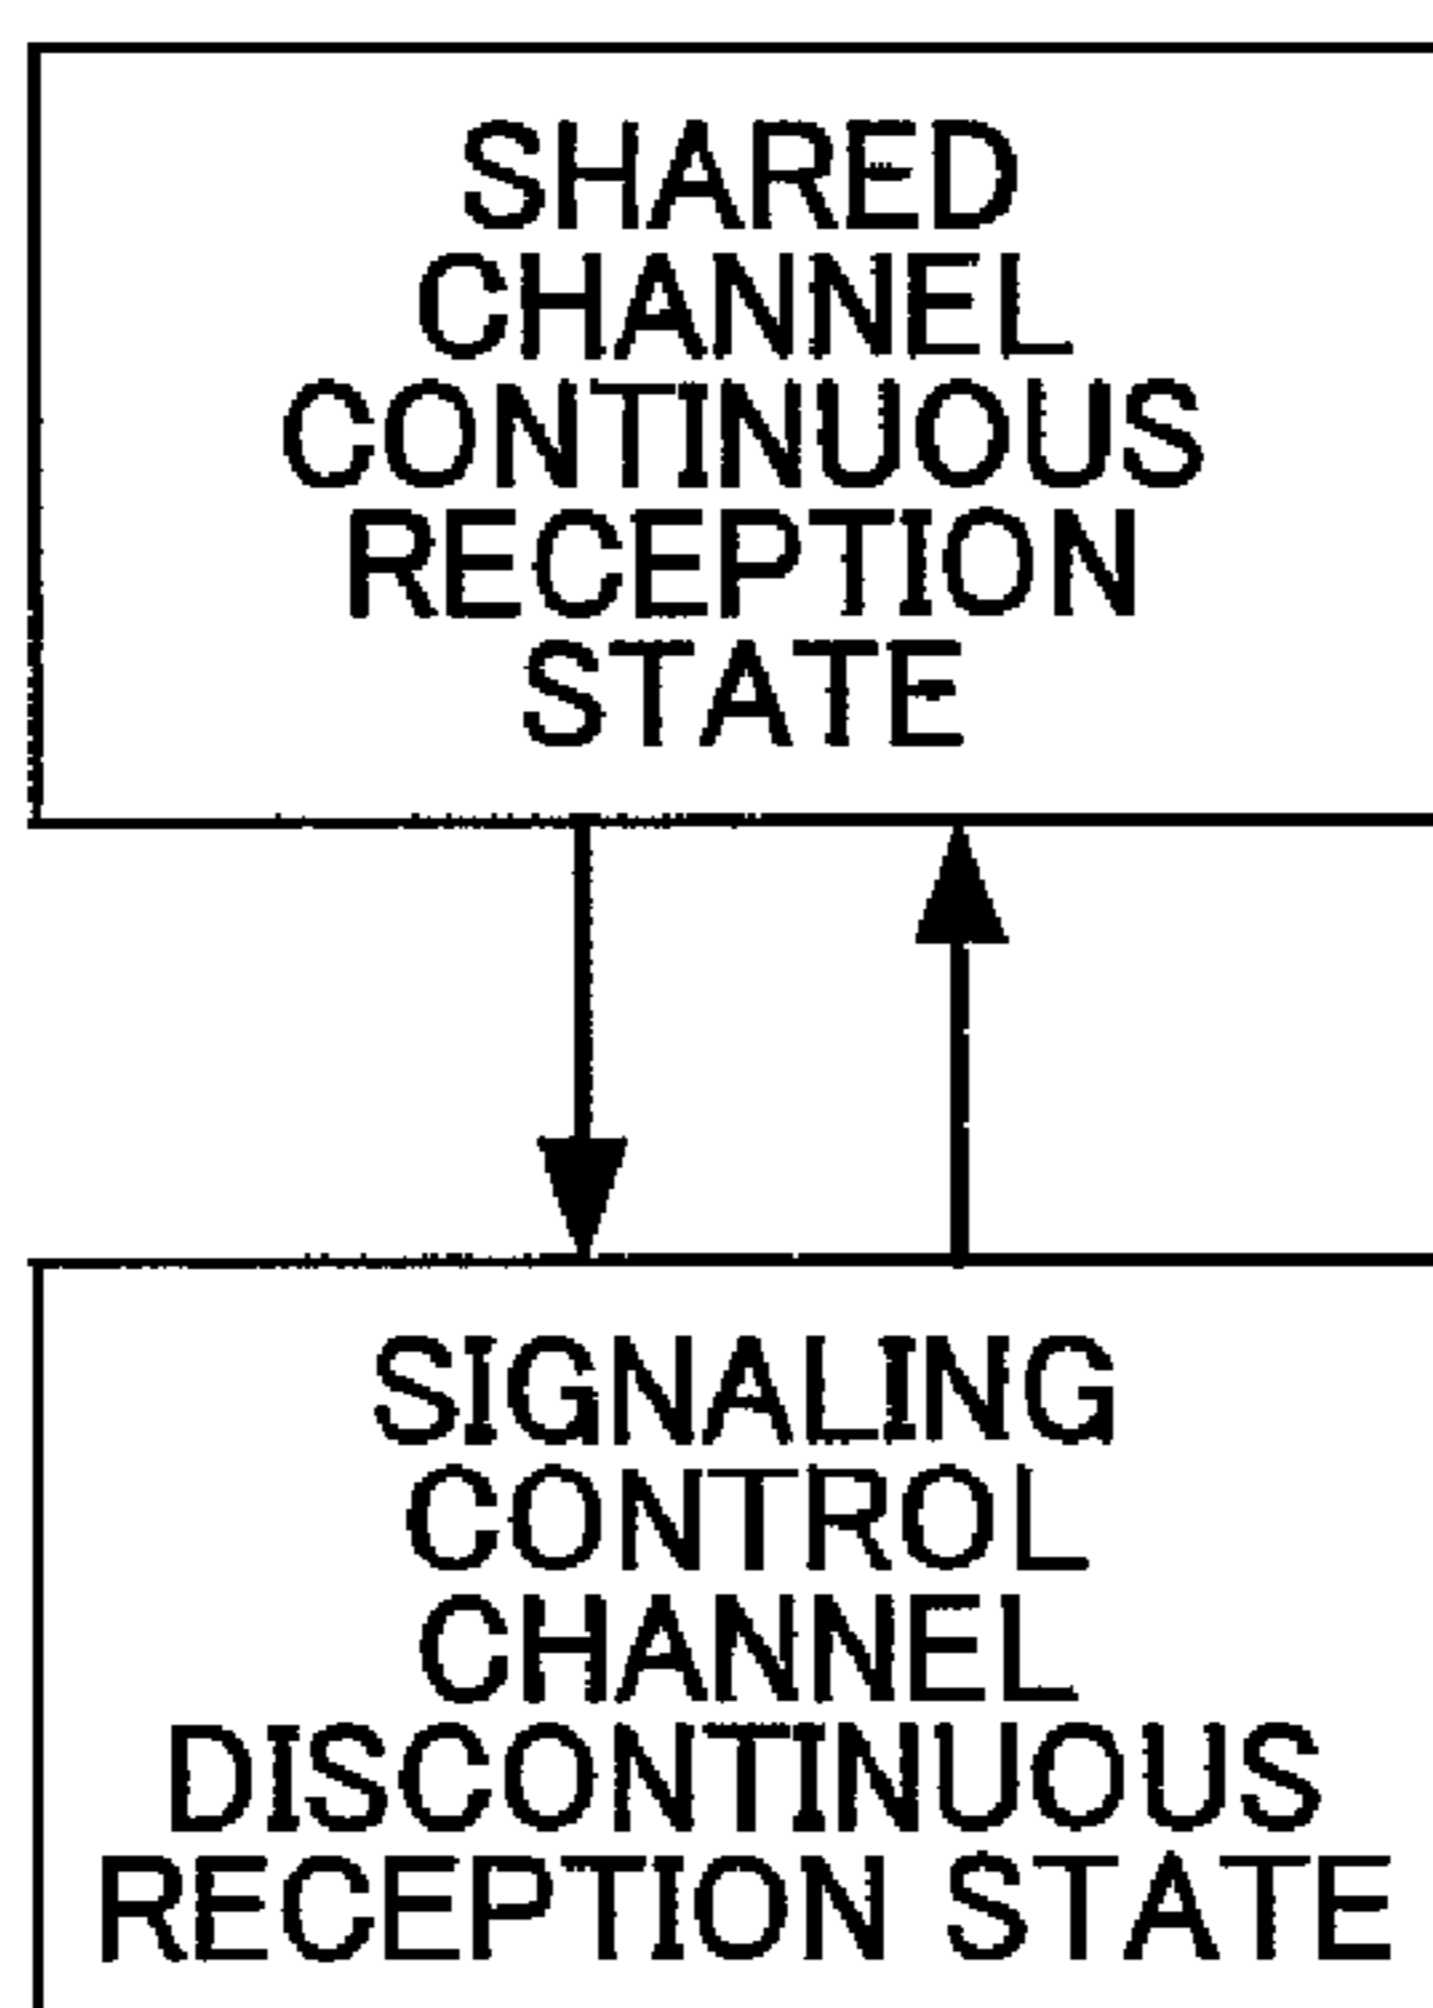 SHARED
CHANNEL
CONTINUOUS
RECEPTION
STATE
SIGNALING
CONTROL
CHANNEL
DISCONTINUOUS
RECEPTION STATE